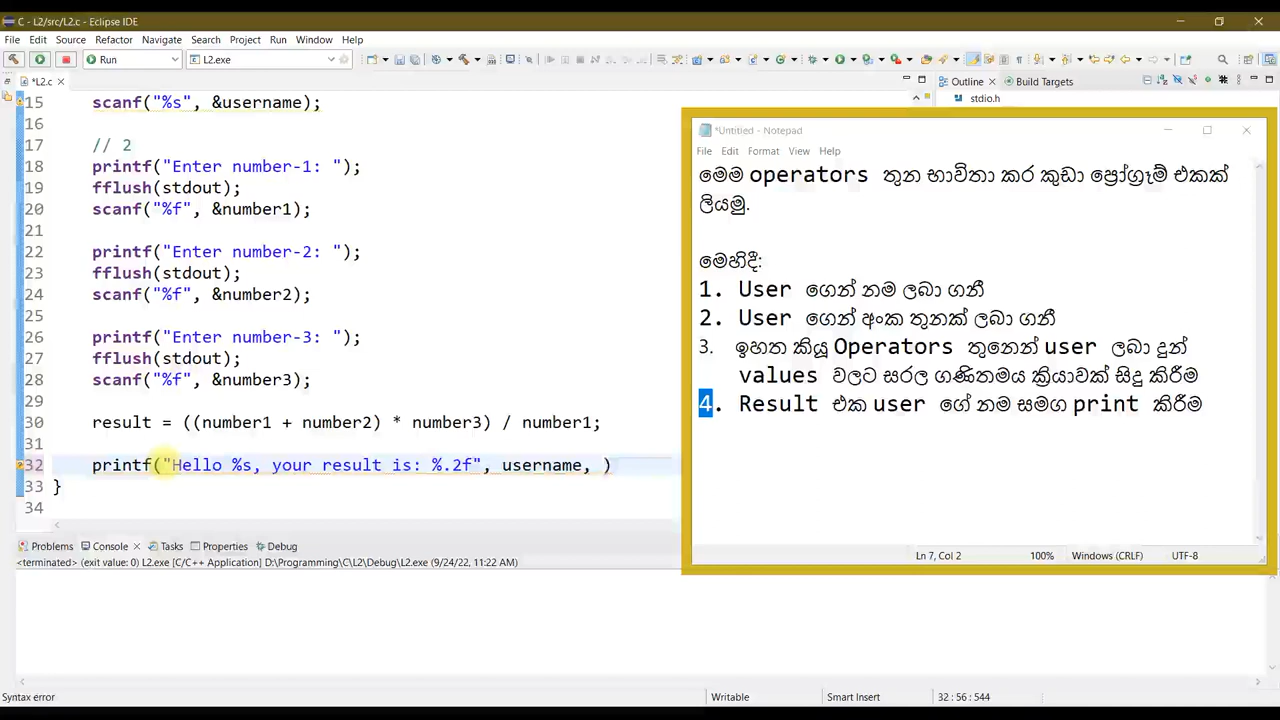 C - L2/src/L2.c - Eclipse IDE
File Edit Source Refactor Navigate Search Project Run Window Help
Run L2.exe
*L2.c
Outline Build Targets
stdio.h
15 scanf("%s", &username);
16
17 // 2
18 printf("Enter number-1: ");
19 fflush(stdout);
20 scanf("%f", &number1);
21
22 printf("Enter number-2: ");
23 fflush(stdout);
24 scanf("%f", &number2);
25
26 printf("Enter number-3: ");
27 fflush(stdout);
28 scanf("%f", &number3);
29
30 result = ((number1 + number2) * number3) / number1;
31
32 printf("Hello %s, your result is: %.2f", username, )
33 }
34
*Untitled - Notepad
File Edit Format View Help
මෙම operators තුන භාවිතා කර කුඩා ප්‍රෝග්‍රෑම් එකක්
ලියමු.
මෙහිදී:
1. User ගෙන් නම ලබා ගනී
2. User ගෙන් අංක තුනක් ලබා ගනී
3. ඉහත කියූ Operators තුනෙන් user ලබා දුන්
values වලට සරල ගණිතමය ක්‍රියාවක් සිදු කිරීම
4. Result එක user ගේ නම සමග print කිරීම
Ln 7, Col 2 100% Windows (CRLF) UTF-8
Problems Console Tasks Properties Debug
<terminated> (exit value: 0) L2.exe [C/C++ Application] D:\Programming\C\L2\Debug\L2.exe (9/24/22, 11:22 AM)
Syntax error Writable Smart Insert 32 : 56 : 544